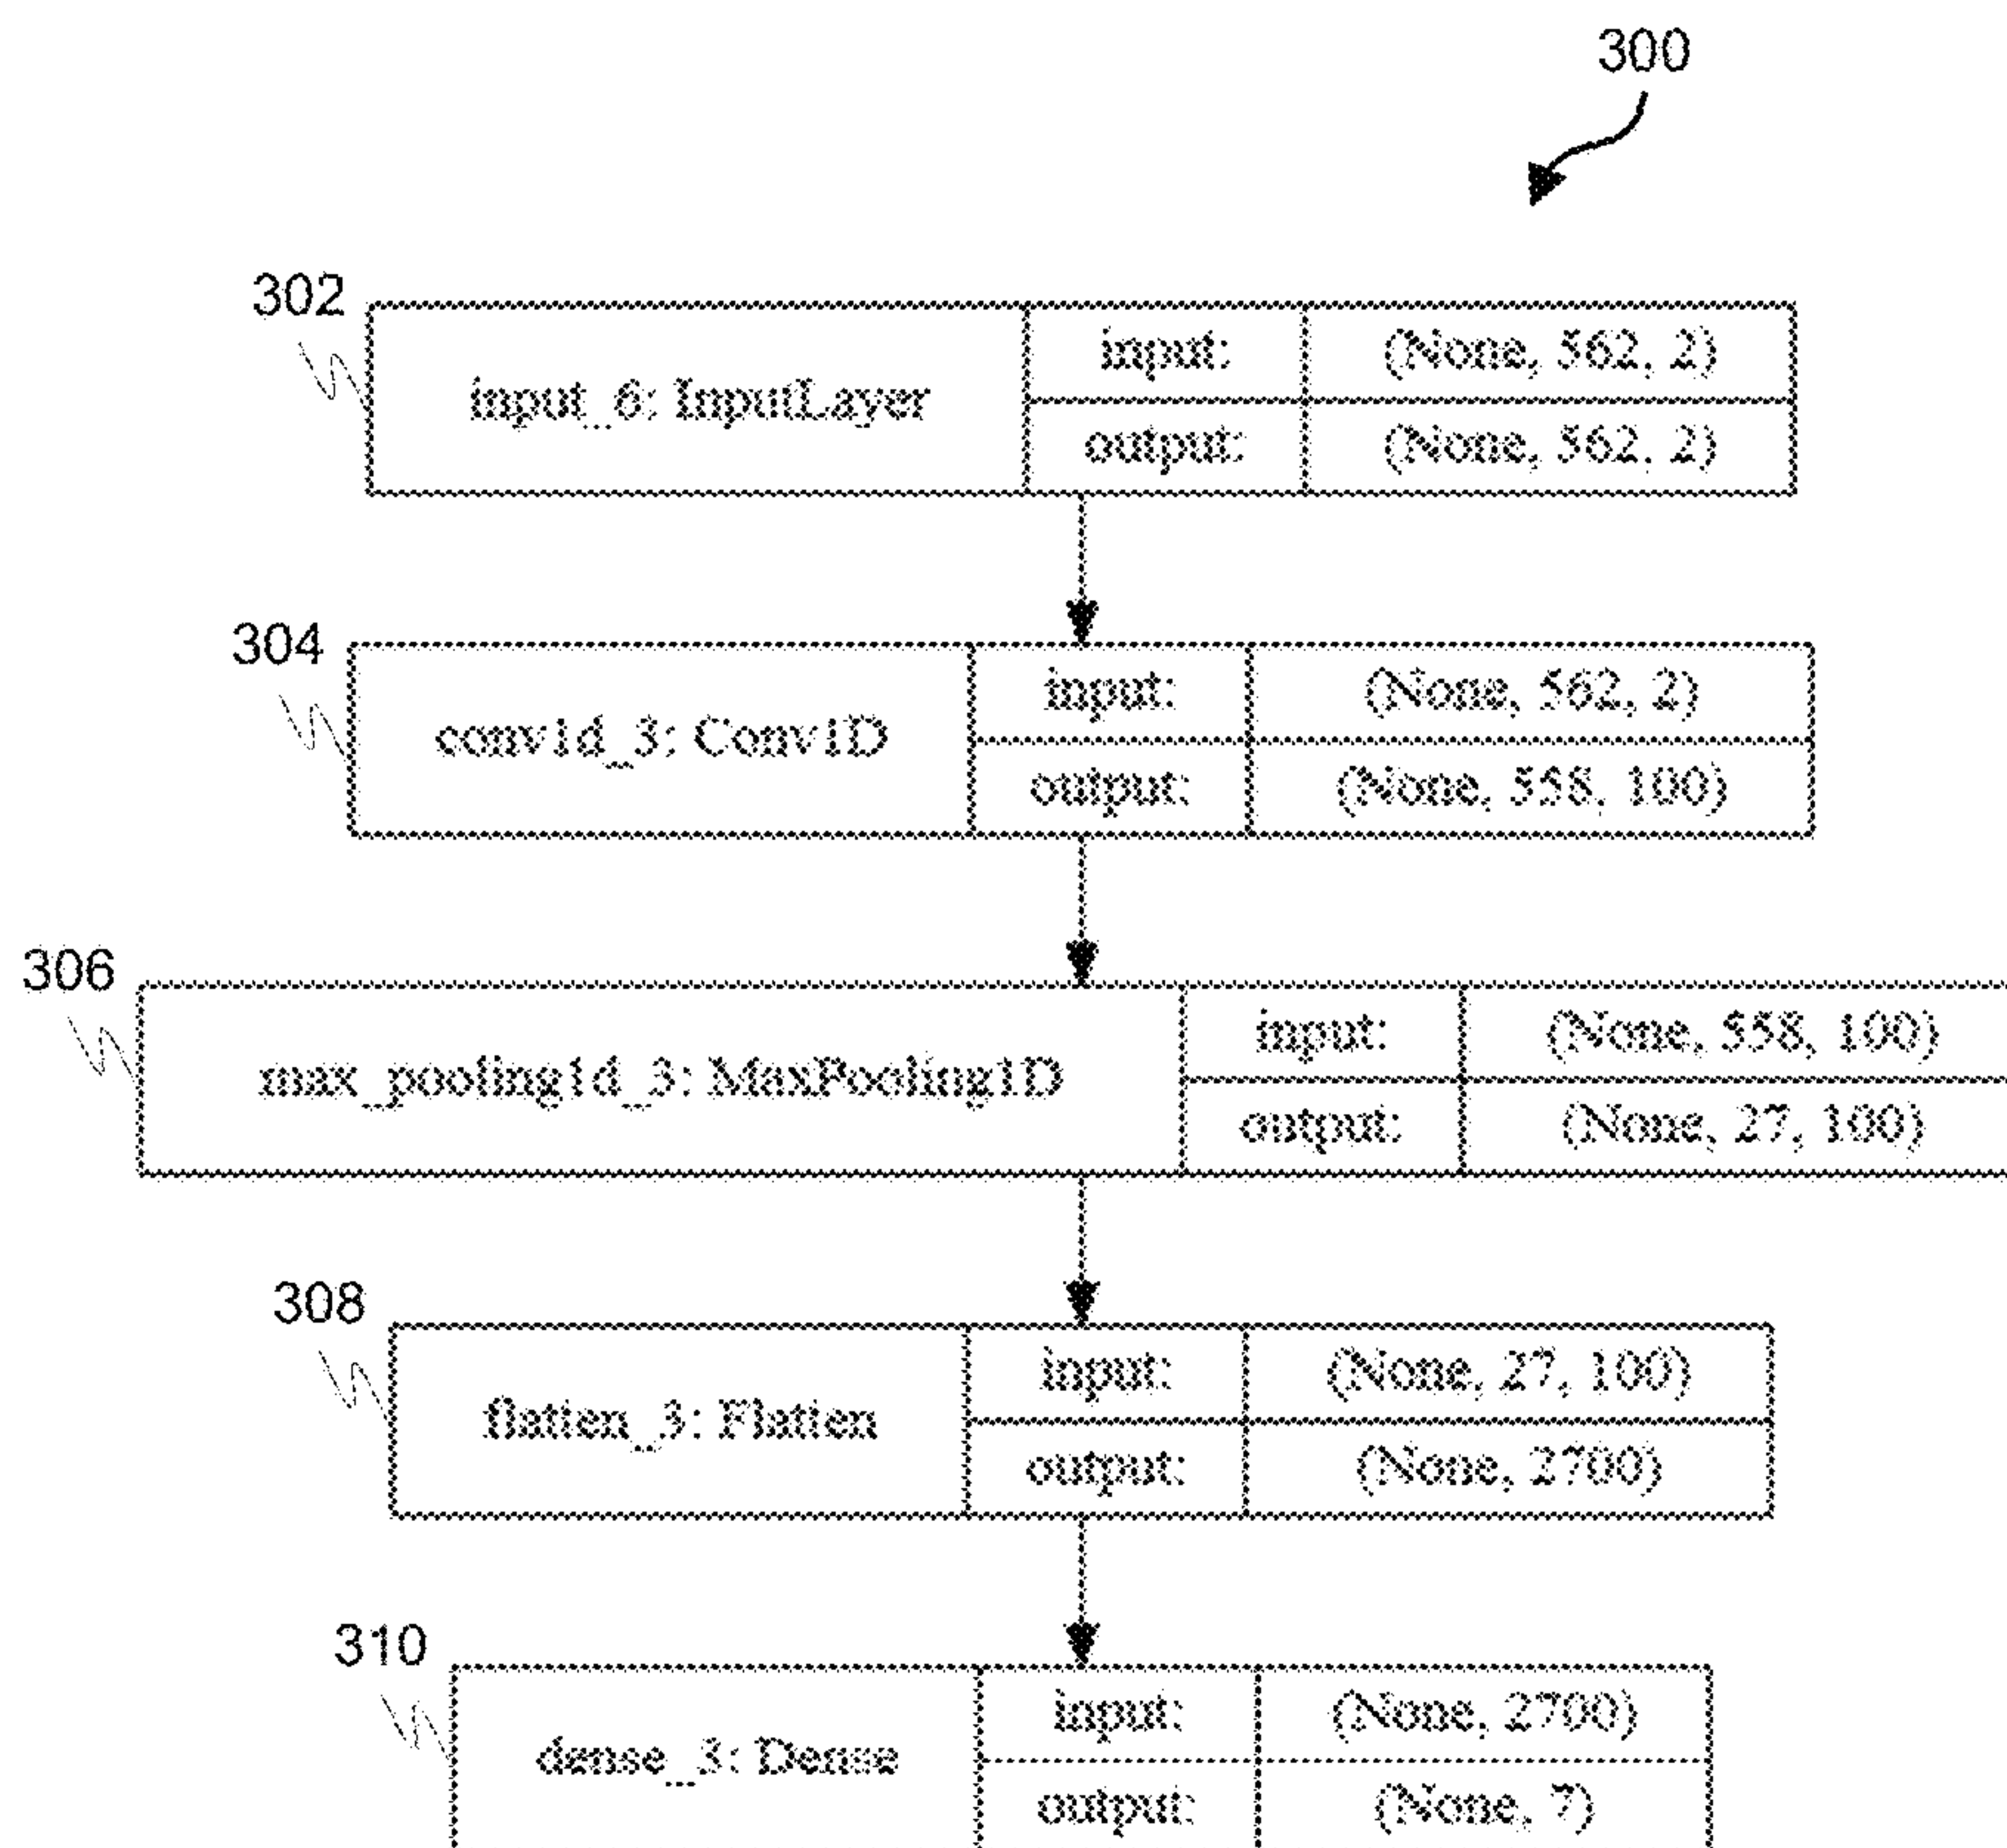 300
302
input_6: InputLayer
input:
(None, 562, 2)
output:
(None, 562, 2)
304
conv1d_3: Conv1D
input:
(None, 562, 2)
output:
(None, 558, 100)
306
max_pooling1d_3: MaxPooling1D
input:
(None, 558, 100)
output:
(None, 27, 100)
308
flatten_3: Flatten
input:
(None, 27, 100)
output:
(None, 2700)
310
dense_3: Dense
input:
(None, 2700)
output:
(None, 7)